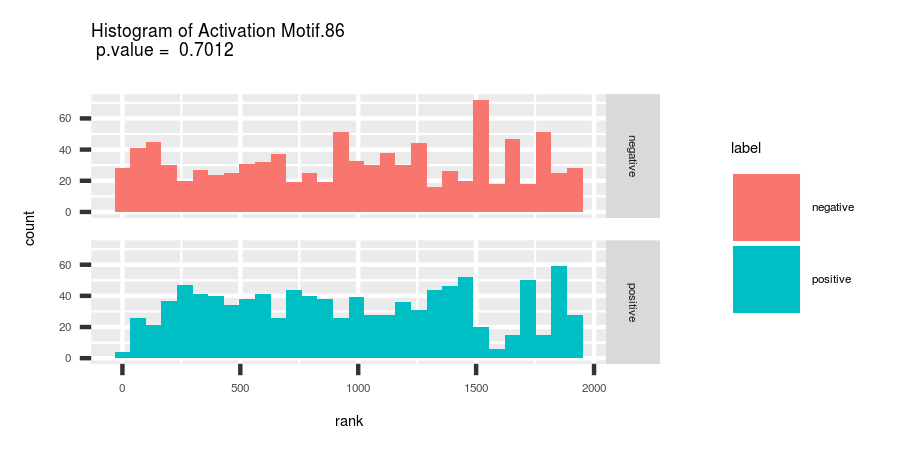 Histogram of Activation Motif.86
p.value =  0.7012
60
40
20
0
negative
60
40
20
0
positive
0 500 1000 1500 2000
rank
count
label
negative
positive